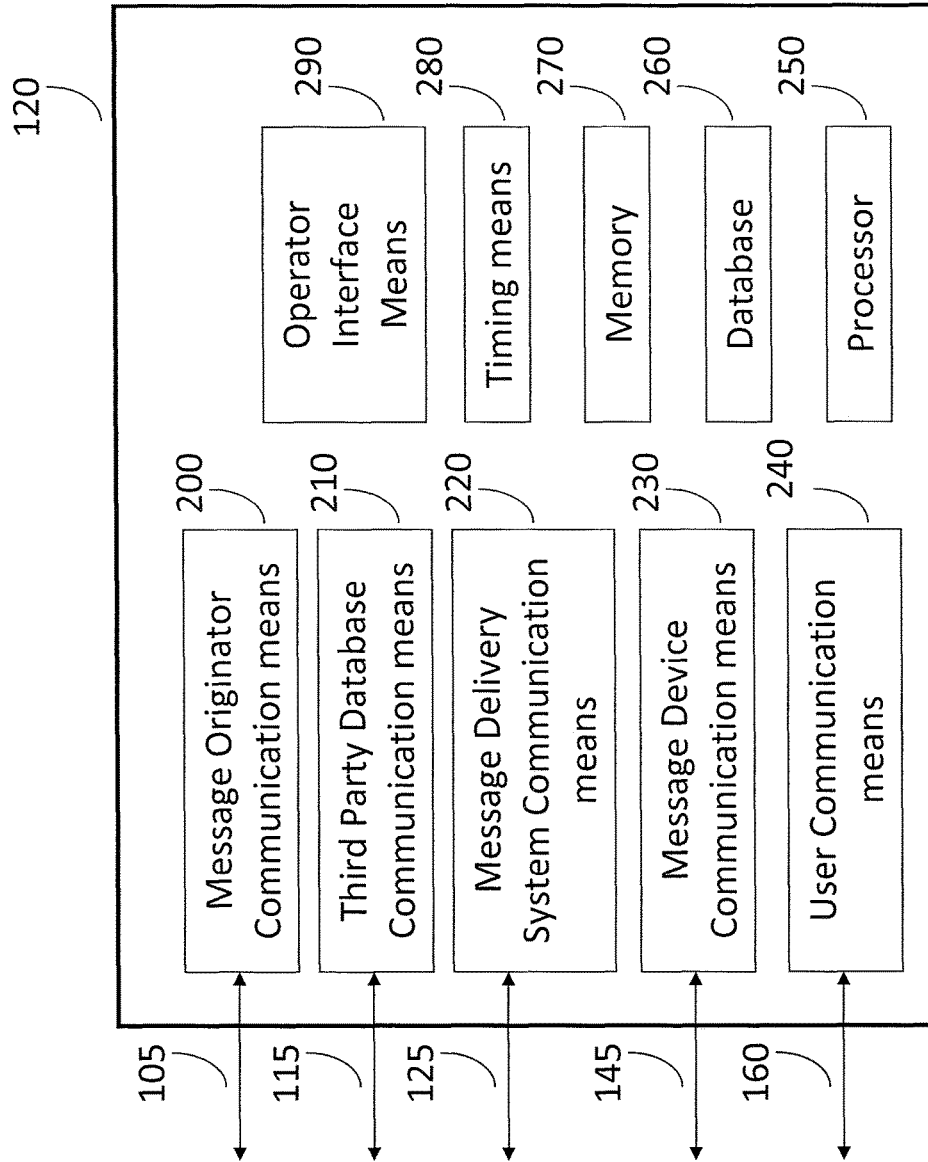 120
105
Message Originator
Communication means
200
115
Third Party Database
Communication means
210
125
Message Delivery
System Communication
means
220
145
Message Device
Communication means
230
160
User Communication
means
240
Operator
Interface
Means
290
Timing means
280
Memory
270
Database
260
Processor
250